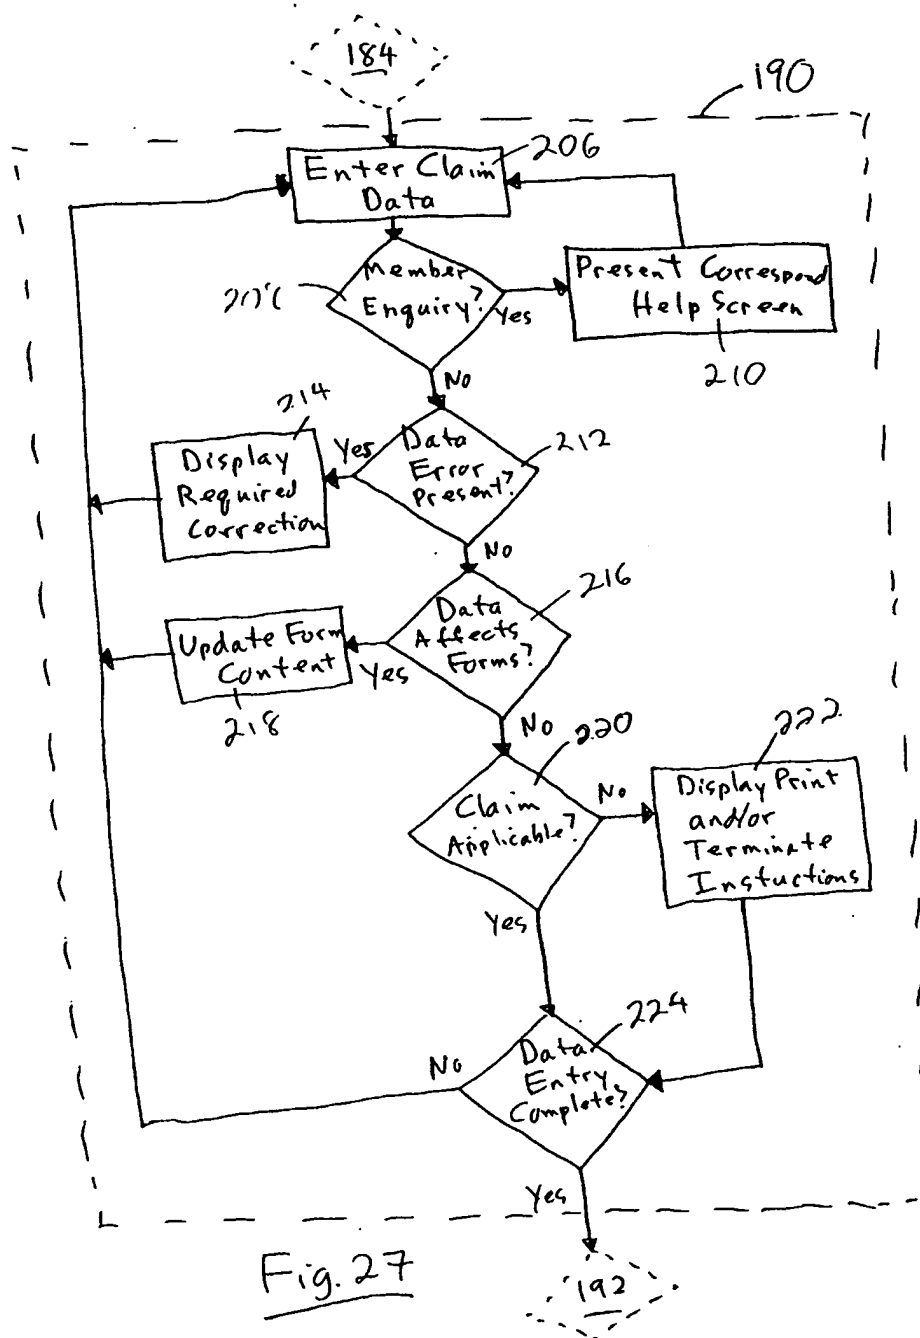 184
190
206
Enter Claim
Data
Member
Enquiry?
Yes
Present Correspond
Help Screen
210
No
214
Display
Required
Correction
Yes
Data
Error
Present?
212
No
216
Data
Affects
Forms?
Yes
Update Form
Content
218
No
220
Claim
Applicable?
No
222
Display Print
and/or
Terminate
Instuctions
Yes
224
Data
Entry
Complete?
No
Yes
192
Fig. 27